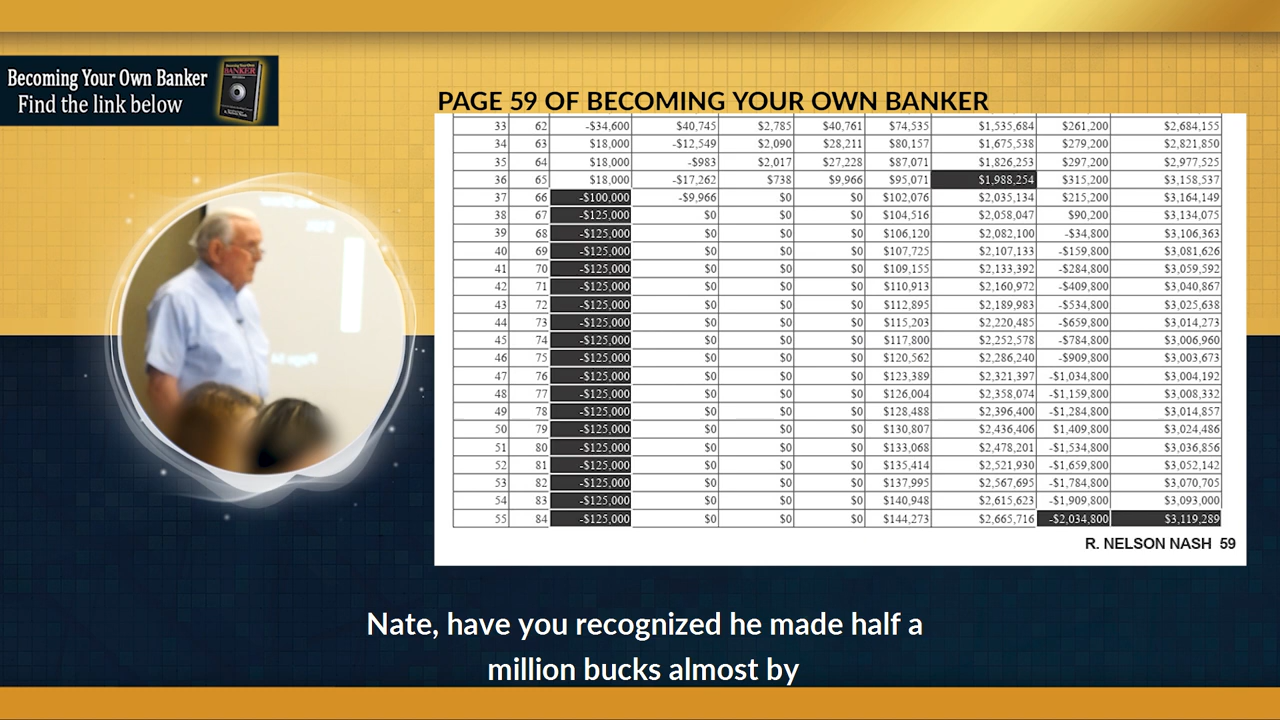 Becoming Your Own Banker
Find the link below
PAGE 59 OF BECOMING YOUR OWN BANKER
33 62 -$34,600 $40,745 $2,785 $40,761 $74,535 $1,535,684 $261,200 $2,684,155
34 63 $18,000 -$12,549 $2,090 $28,211 $80,157 $1,675,538 $279,200 $2,821,850
35 64 $18,000 -$983 $2,017 $27,228 $87,071 $1,826,253 $297,200 $2,977,525
36 65 $18,000 -$17,262 $738 $9,966 $95,071 $1,988,254 $315,200 $3,158,537
37 66 -$100,000 -$9,966 $0 $0 $102,076 $2,035,134 $215,200 $3,164,149
38 67 -$125,000 $0 $0 $0 $104,516 $2,058,047 $90,200 $3,134,075
39 68 -$125,000 $0 $0 $0 $106,120 $2,082,100 -$34,800 $3,106,363
40 69 -$125,000 $0 $0 $0 $107,725 $2,107,133 -$159,800 $3,081,626
41 70 -$125,000 $0 $0 $0 $109,155 $2,133,392 -$284,800 $3,059,592
42 71 -$125,000 $0 $0 $0 $110,913 $2,160,972 -$409,800 $3,040,867
43 72 -$125,000 $0 $0 $0 $112,895 $2,189,983 -$534,800 $3,025,638
44 73 -$125,000 $0 $0 $0 $115,203 $2,220,485 -$659,800 $3,014,273
45 74 -$125,000 $0 $0 $0 $117,800 $2,252,578 -$784,800 $3,006,960
46 75 -$125,000 $0 $0 $0 $120,562 $2,286,240 -$909,800 $3,003,673
47 76 -$125,000 $0 $0 $0 $123,389 $2,321,397 -$1,034,800 $3,004,192
48 77 -$125,000 $0 $0 $0 $126,004 $2,358,074 -$1,159,800 $3,008,332
49 78 -$125,000 $0 $0 $0 $128,488 $2,396,400 -$1,284,800 $3,014,857
50 79 -$125,000 $0 $0 $0 $130,807 $2,436,406 $1,409,800 $3,024,486
51 80 -$125,000 $0 $0 $0 $133,068 $2,478,201 -$1,534,800 $3,036,856
52 81 -$125,000 $0 $0 $0 $135,414 $2,521,930 -$1,659,800 $3,052,142
53 82 -$125,000 $0 $0 $0 $137,995 $2,567,695 -$1,784,800 $3,070,705
54 83 -$125,000 $0 $0 $0 $140,948 $2,615,623 -$1,909,800 $3,093,000
55 84 -$125,000 $0 $0 $0 $144,273 $2,665,716 -$2,034,800 $3,119,289
R. NELSON NASH 59
Nate, have you recognized he made half a
million bucks almost by